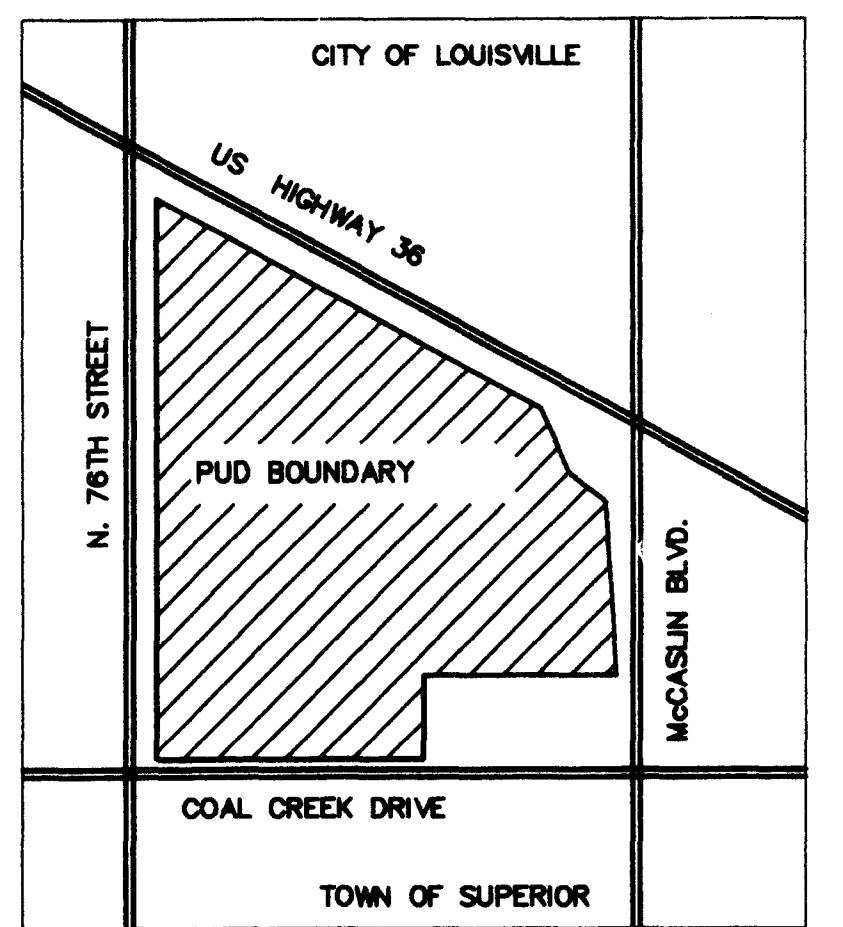 CITY OF LOUISVILLE
US HIGHWAY 36
N. 76TH STREET
PUD BOUNDARY
McCASLIN BLVD.
COAL CREEK DRIVE
TOWN OF SUPERIOR